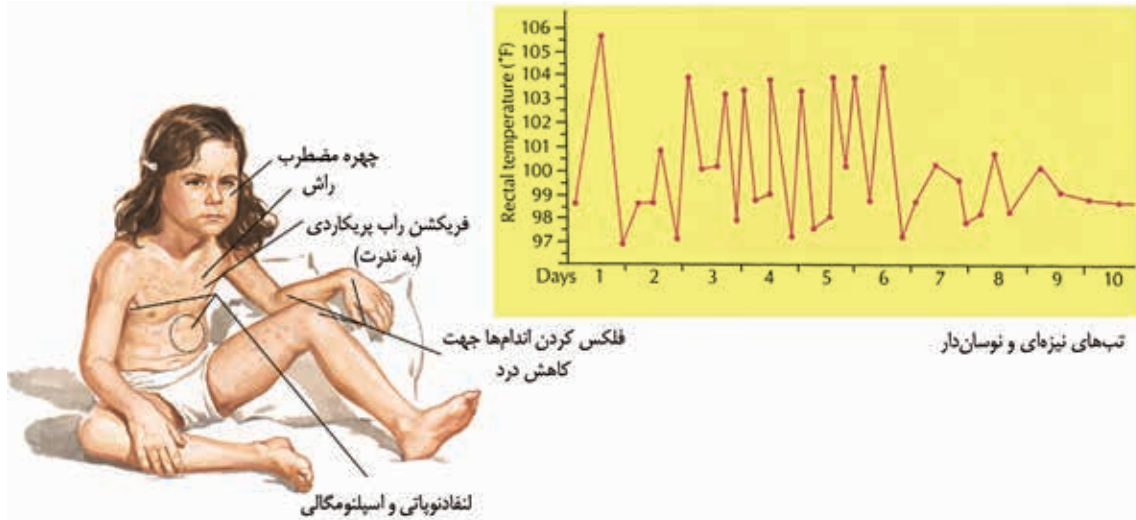 چهره مضطرب
راش
فریکشن راب پریکاردی
(به ندرت)
فلکس کردن اندام‌ها جهت
کاهش درد
لنفادنوپاتی و اسپلنومگالی
Rectal temperature (°F)
106
105
104
103
102
101
100
99
98
97
Days 1 2 3 4 5 6 7 8 9 10
تب‌های نیزه‌ای و نوسان‌دار